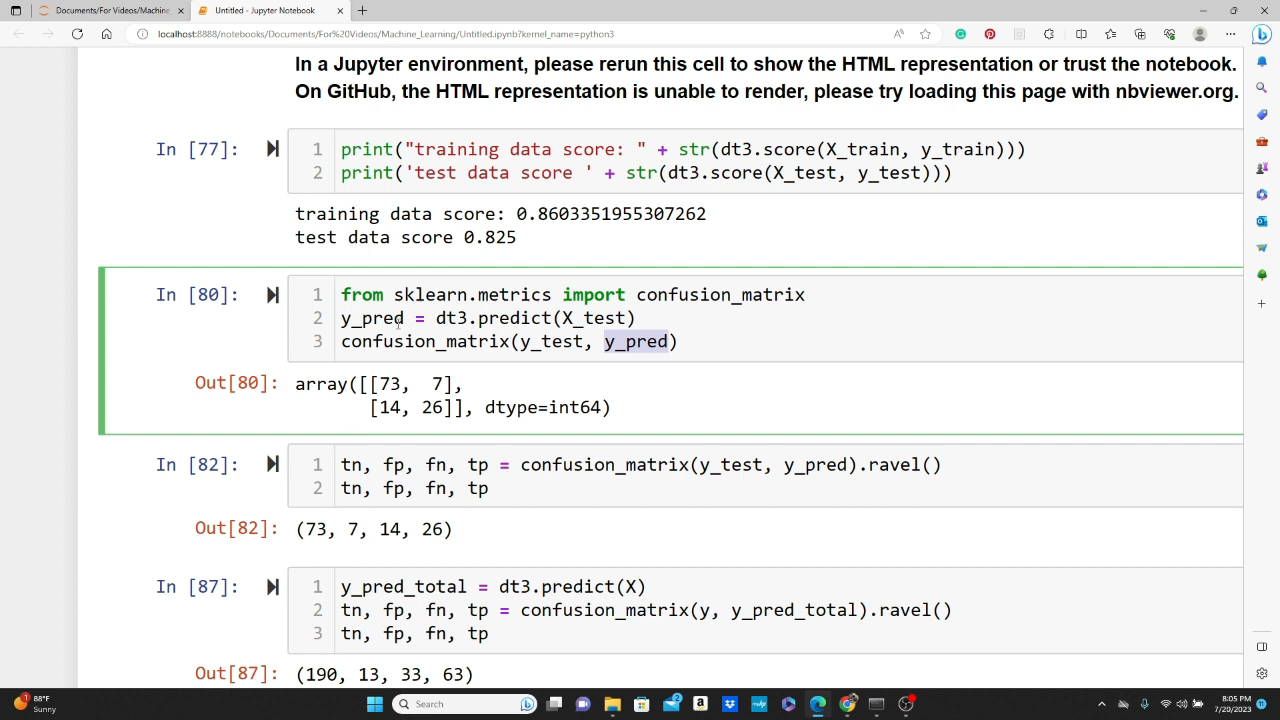 Documents/For Videos/Machine_
Untitled - Jupyter Notebook
localhost:8888/notebooks/Documents/For%20Videos/Machine_Learning/Untitled.ipynb?kernel_name=python3
In a Jupyter environment, please rerun this cell to show the HTML representation or trust the notebook.
On GitHub, the HTML representation is unable to render, please try loading this page with nbviewer.org.
In [77]:
1 print("training data score: " + str(dt3.score(X_train, y_train)))
2 print('test data score ' + str(dt3.score(X_test, y_test)))
training data score: 0.8603351955307262
test data score 0.825
In [80]:
1 from sklearn.metrics import confusion_matrix
2 y_pred = dt3.predict(X_test)
3 confusion_matrix(y_test, y_pred)
Out[80]: array([[73, 7],
[14, 26]], dtype=int64)
In [82]:
1 tn, fp, fn, tp = confusion_matrix(y_test, y_pred).ravel()
2 tn, fp, fn, tp
Out[82]: (73, 7, 14, 26)
In [87]:
1 y_pred_total = dt3.predict(X)
2 tn, fp, fn, tp = confusion_matrix(y, y_pred_total).ravel()
3 tn, fp, fn, tp
Out[87]: (190, 13, 33, 63)
88°F
Sunny
Search
8:05 PM
7/20/2023